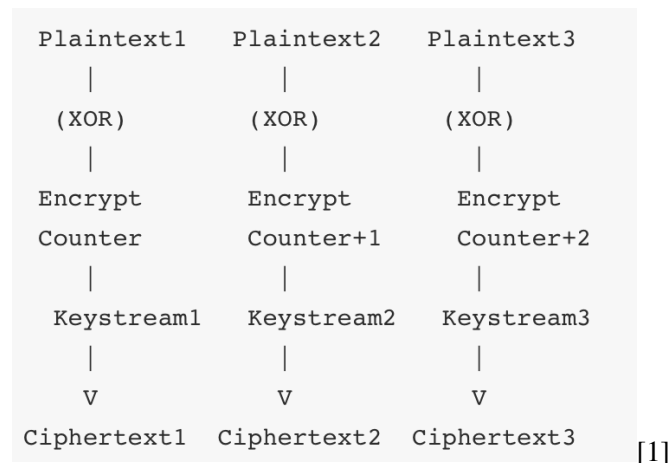 Plaintext1 Plaintext2 Plaintext3
| | |
(XOR) (XOR) (XOR)
| | |
Encrypt Encrypt Encrypt
Counter Counter+1 Counter+2
| | |
Keystream1 Keystream2 Keystream3
| | |
V V V
Ciphertext1 Ciphertext2 Ciphertext3 [1]